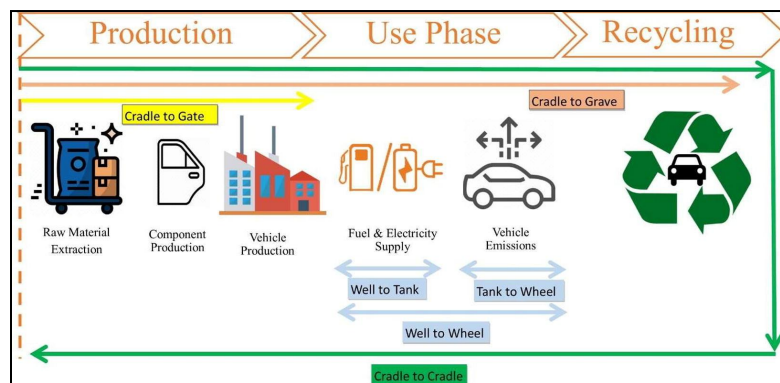 Production
Use Phase
Recycling
Cradle to Gate
Cradle to Grave
Raw Material
Extraction
Component
Production
Vehicle
Production
Fuel & Electricity
Supply
Vehicle
Emissions
Well to Tank
Tank to Wheel
Well to Wheel
Cradle to Cradle